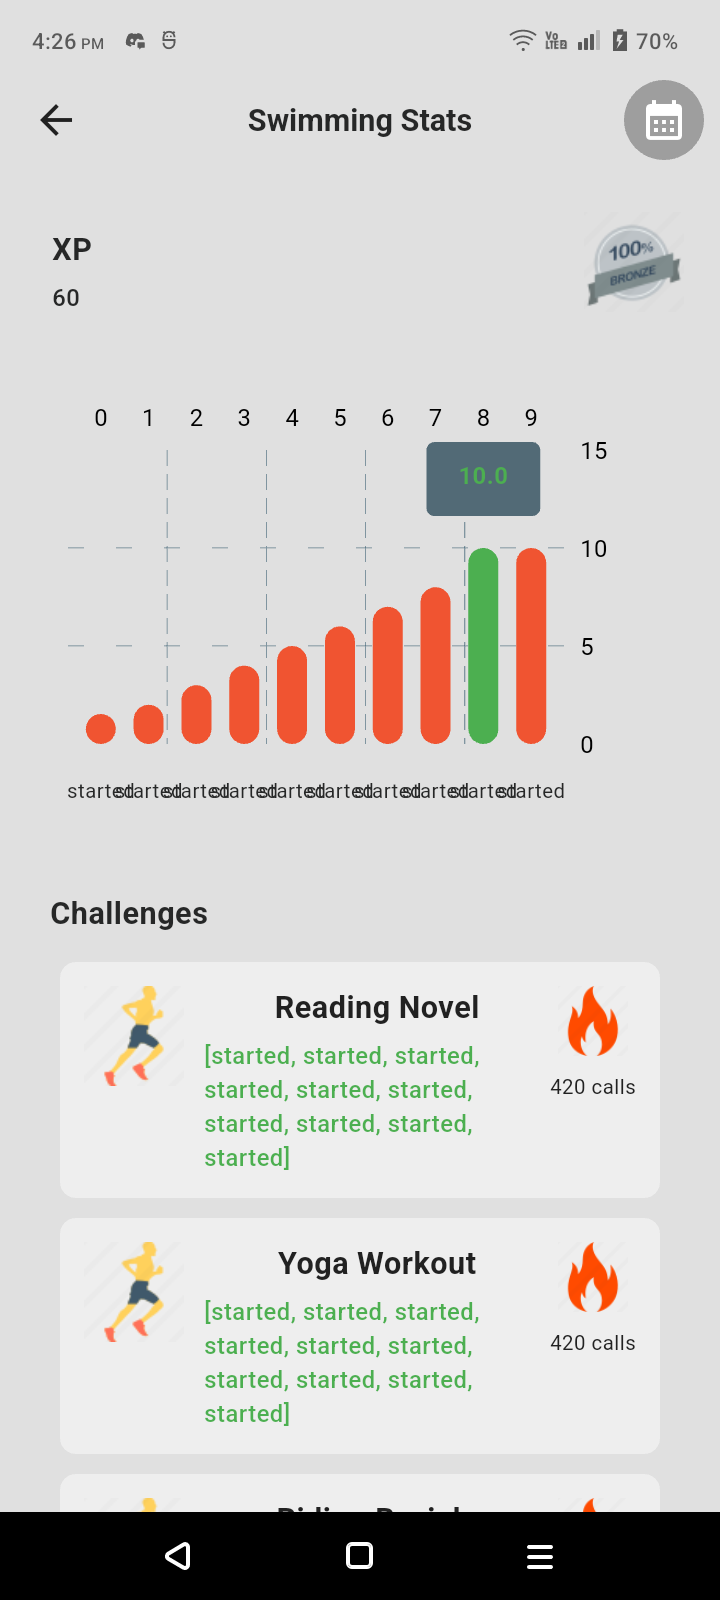 4:26 PM
Vo
LTE 2
70%
Swimming Stats
XP
60
100%
BRONZE
0 1 2 3 4 5 6 7 8 9
15
10.0
10
5
0
started started started started started started started started started started
Challenges
Reading Novel
[started, started, started,
started, started, started,
started, started, started,
started]
420 calls
Yoga Workout
[started, started, started,
started, started, started,
started, started, started,
started]
420 calls